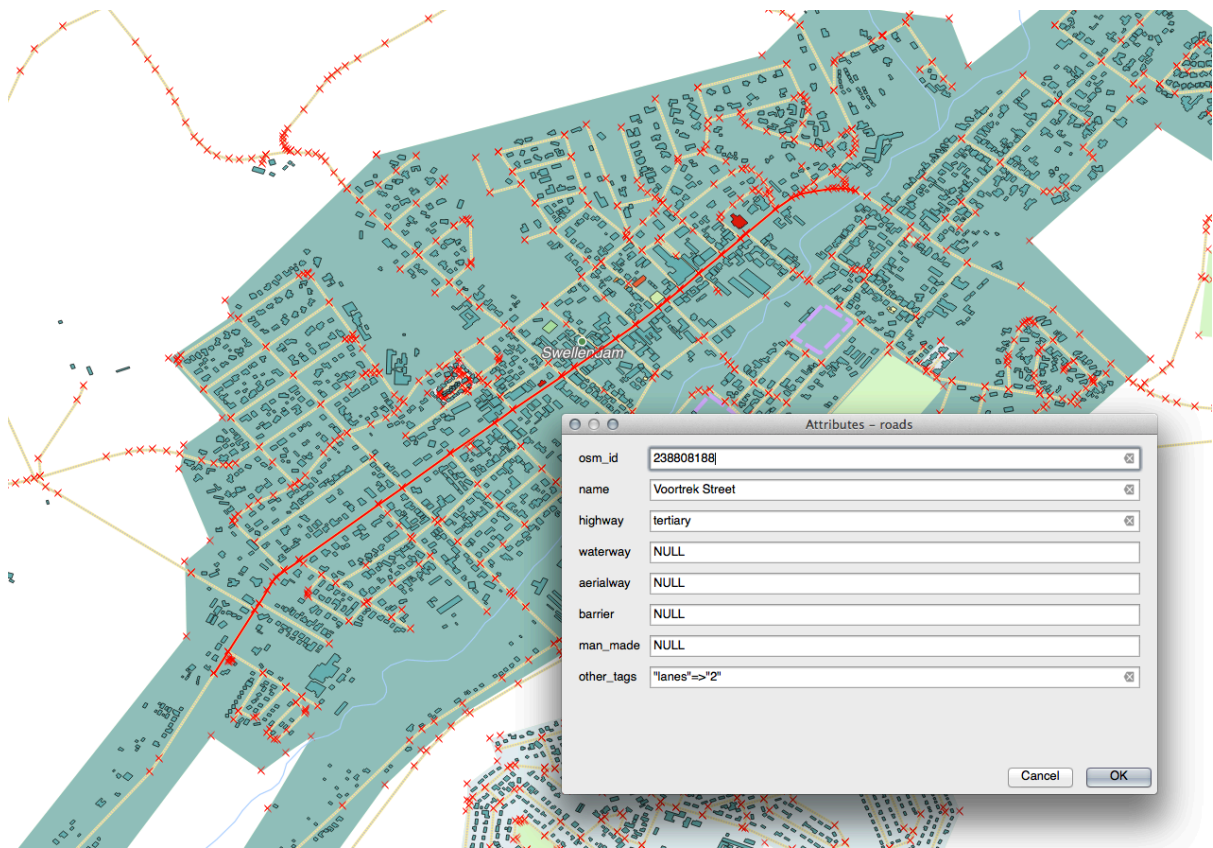 Swellendam
Attributes – roads
osm_id 238808188
name Voortrek Street
highway tertiary
waterway NULL
aerialway NULL
barrier NULL
man_made NULL
other_tags "lanes"=>"2"
Cancel OK